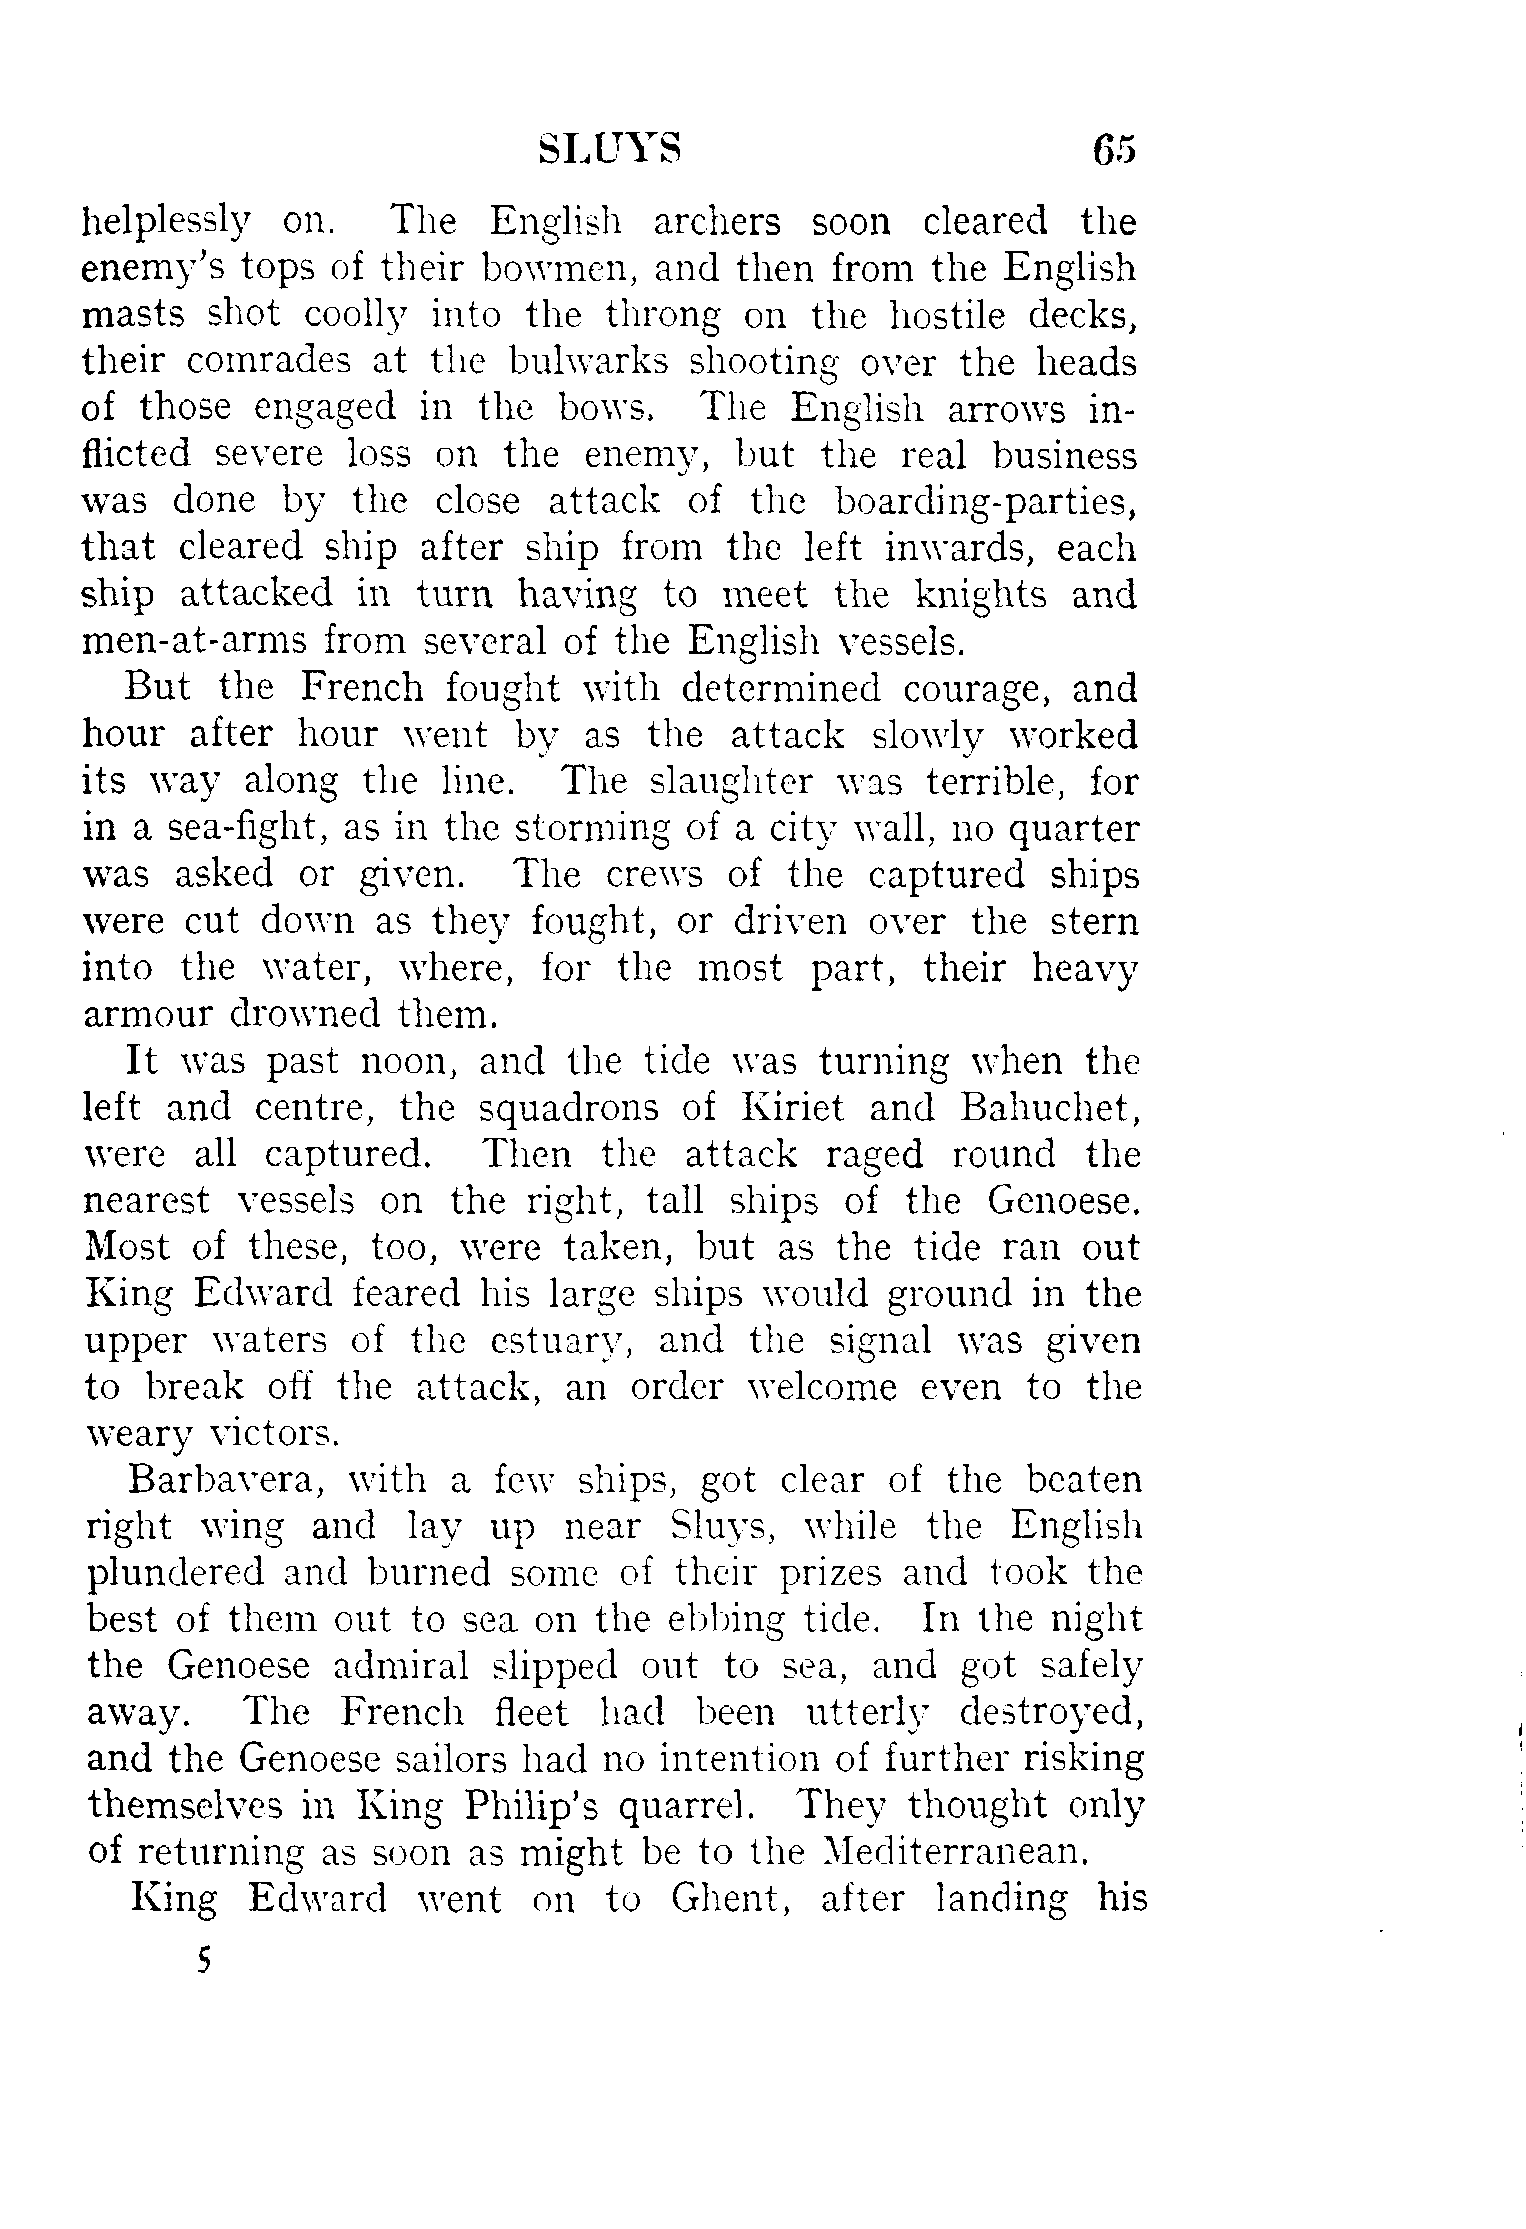 SLUYS 65
helplessly on. The English archers soon cleared the
enemy's tops of their bowmen, and then from the English
masts shot coolly into the throng on the hostile decks,
their comrades at the bulwarks shooting over the heads
of those engaged in the bows. The English arrows in-
flicted severe loss on the enemy, but the real business
was done by the close attack of the boarding-parties,
that cleared ship after ship from the left inwards, each
ship attacked in turn having to meet the knights and
men-at-arms from several of the English vessels.
But the French fought with determined courage, and
hour after hour went by as the attack slowly worked
its way along the line. The slaughter was terrible, for
in a sea-fight, as in the storming of a city wall, no quarter
was asked or given. The crews of the captured ships
were cut down as they fought, or driven over the stern
into the water, where, for the most part, their heavy
armour drowned them.
It was past noon, and the tide was turning when the
left and centre, the squadrons of Kiriet and Bahuchet,
were all captured. Then the attack raged round the
nearest vessels on the right, tall ships of the Genoese.
Most of these, too, were taken, but as the tide ran out
King Edward feared his large ships would ground in the
upper waters of the estuary, and the signal was given
to break off the attack, an order welcome even to the
weary victors.
Barbavera, with a few ships, got clear of the beaten
right wing and lay up near Sluys, while the English
plundered and burned some of their prizes and took the
best of them out to sea on the ebbing tide. In the night
the Genoese admiral slipped out to sea, and got safely
away. The French fleet had been utterly destroyed,
and the Genoese sailors had no intention of further risking
themselves in King Philip's quarrel. They thought only
of returning as soon as might be to the Mediterranean.
King Edward went on to Ghent, after landing his
5